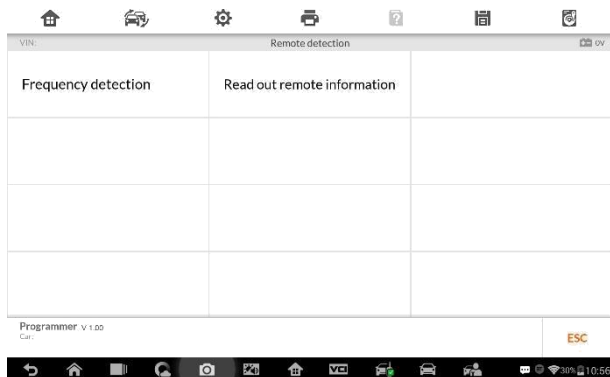 VIN:
Remote detection
0V
Frequency detection
Read out remote information
Programmer V 1.00
Car:
ESC
30%
10:56